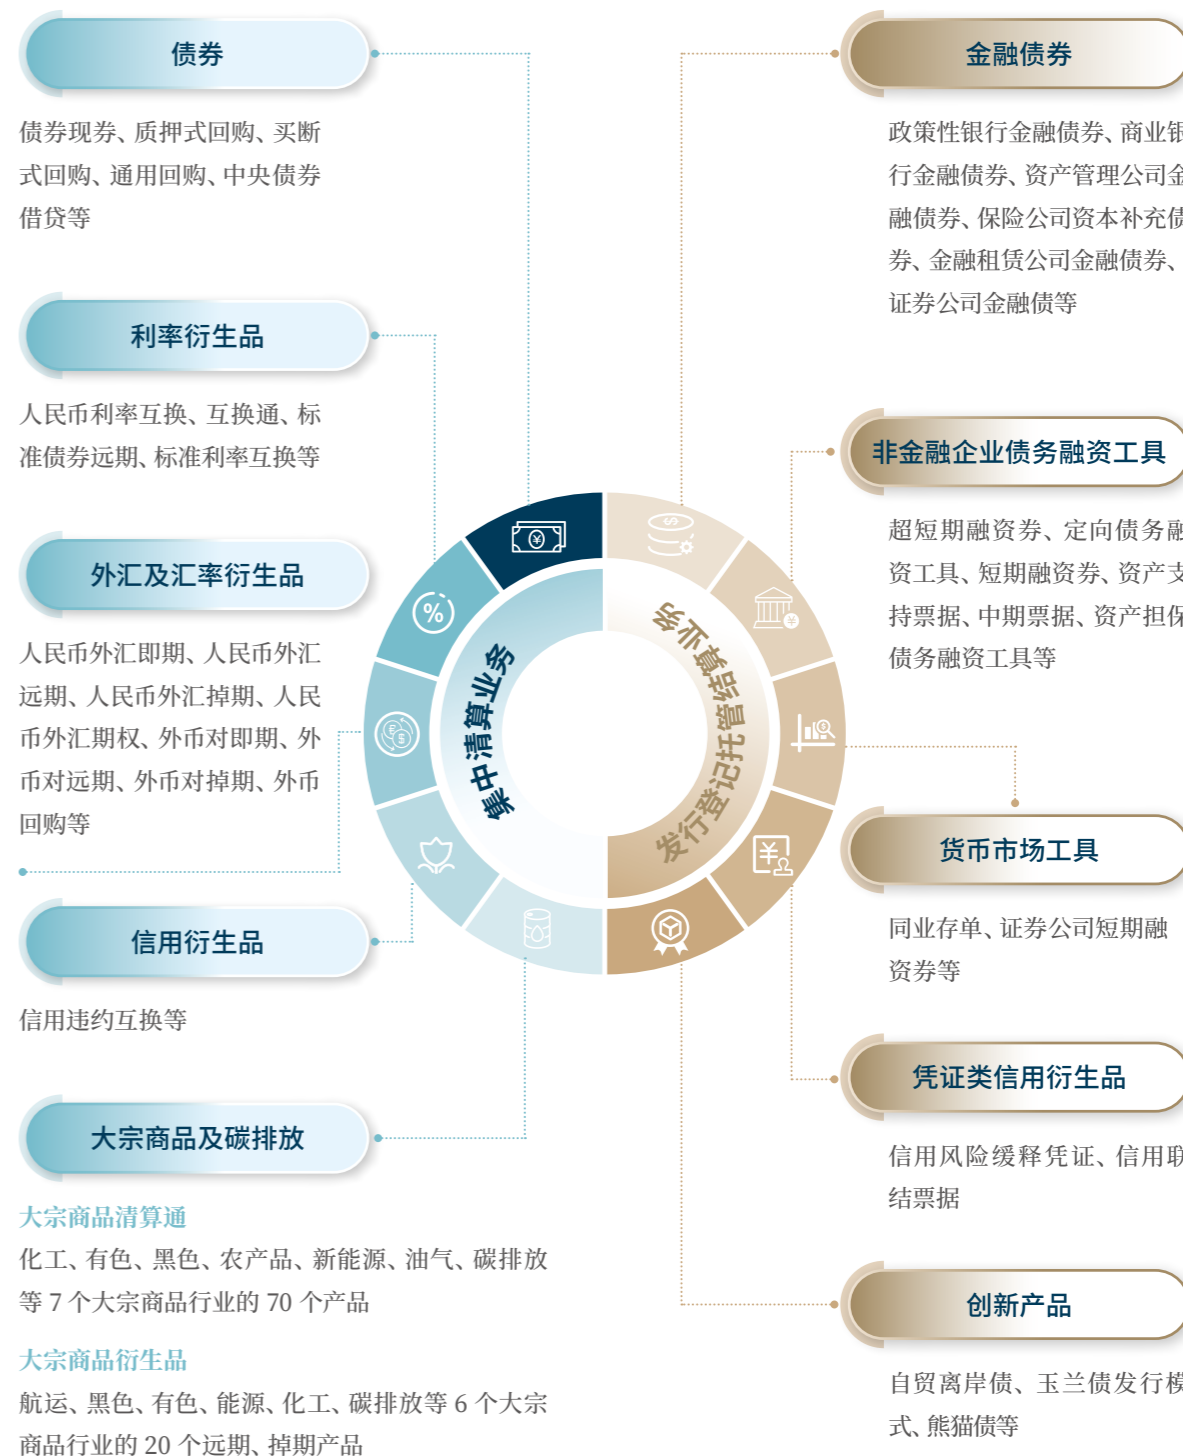 债券
债券现券、质押式回购、买断
式回购、通用回购、中央债券
借贷等
利率衍生品
人民币利率互换、互换通、标
准债券远期、标准利率互换等
外汇及汇率衍生品
人民币外汇即期、人民币外汇
远期、人民币外汇掉期、人民
币外汇期权、外币对即期、外
币对远期、外币对掉期、外币
回购等
信用衍生品
信用违约互换等
大宗商品及碳排放
大宗商品清算通
化工、有色、黑色、农产品、新能源、油气、碳排放
等 7 个大宗商品行业的 70 个产品
大宗商品衍生品
航运、黑色、有色、能源、化工、碳排放等 6 个大宗
商品行业的 20 个远期、掉期产品
集中清算业务
发行登记托管结算业务
金融债券
政策性银行金融债券、商业银
行金融债券、资产管理公司金
融债券、保险公司资本补充债
券、金融租赁公司金融债券、
证券公司金融债等
非金融企业债务融资工具
超短期融资券、定向债务融
资工具、短期融资券、资产支
持票据、中期票据、资产担保
债务融资工具等
货币市场工具
同业存单、证券公司短期融
资券等
凭证类信用衍生品
信用风险缓释凭证、信用联
结票据
创新产品
自贸离岸债、玉兰债发行模
式、熊猫债等